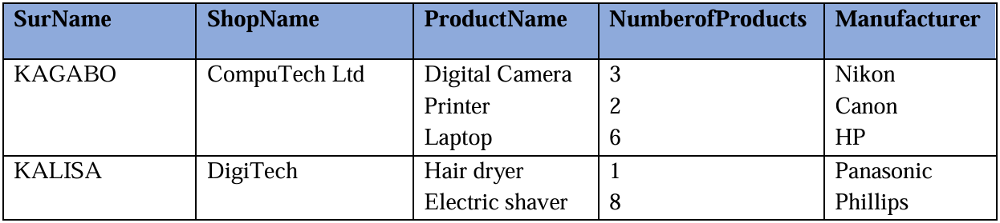 SurName ShopName ProductName NumberofProducts Manufacturer
KAGABO CompuTech Ltd Digital Camera 3 Nikon
Printer 2 Canon
Laptop 6 HP
KALISA DigiTech Hair dryer 1 Panasonic
Electric shaver 8 Phillips